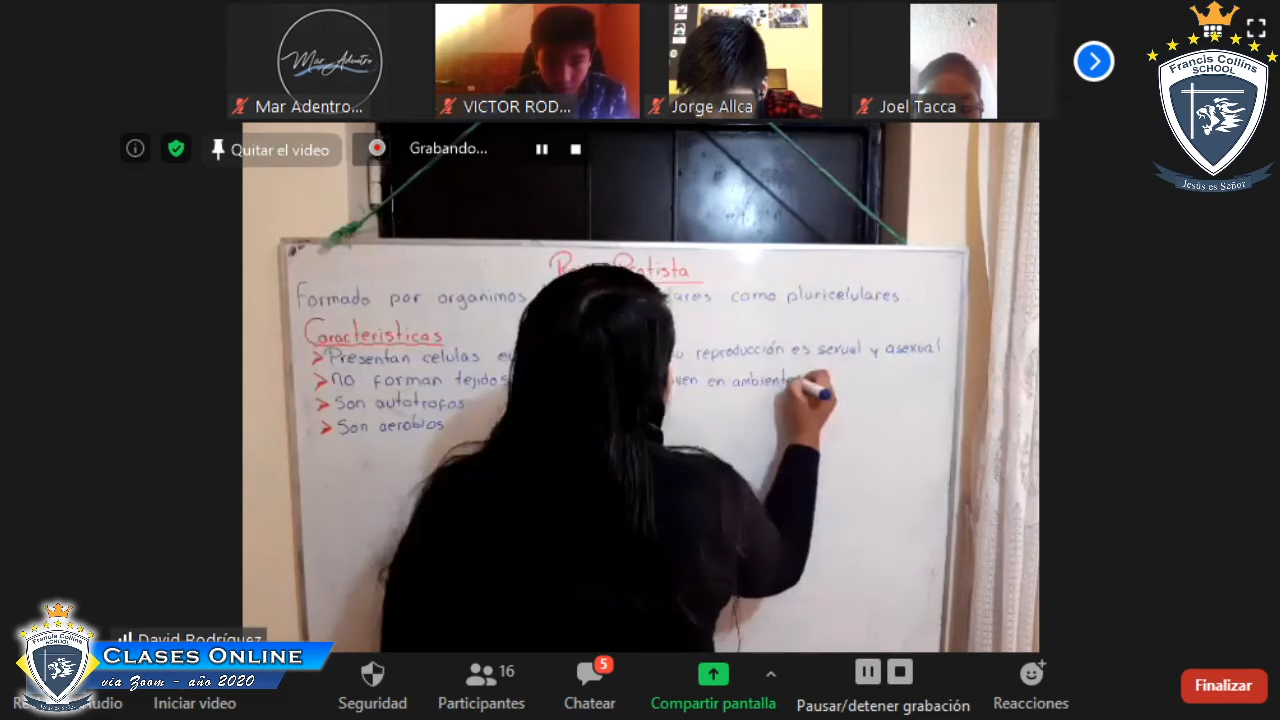 Mar Adentro...
VICTOR ROD...
Jorge Allca
Joel Tacca
Francis Collins
SCHOOL
Jesús es Señor
Quitar el video
Grabando...
Protista
Formado por organimos como pluricelulares.
Caracteristicas
➤ Presentan celulas reproducción es sexual y asexual
➤ No forman tejidos en ambiente
➤ Son autotrofos
➤ Son aerobios
David Rodríguez
CLASES ONLINE
vía Zoom - año 2020
Iniciar video
Seguridad
16
Participantes
5
Chatear
Compartir pantalla
Pausar/detener grabación
Reacciones
Finalizar